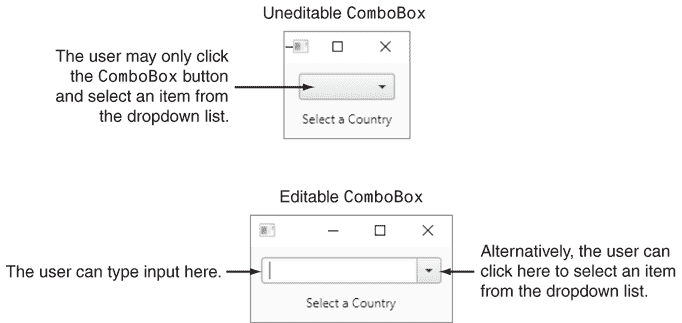 Uneditable ComboBox
The user may only click
the ComboBox button
and select an item from
the dropdown list.
Select a Country
Editable ComboBox
The user can type input here.
Select a Country
Alternatively, the user can
click here to select an item
from the dropdown list.